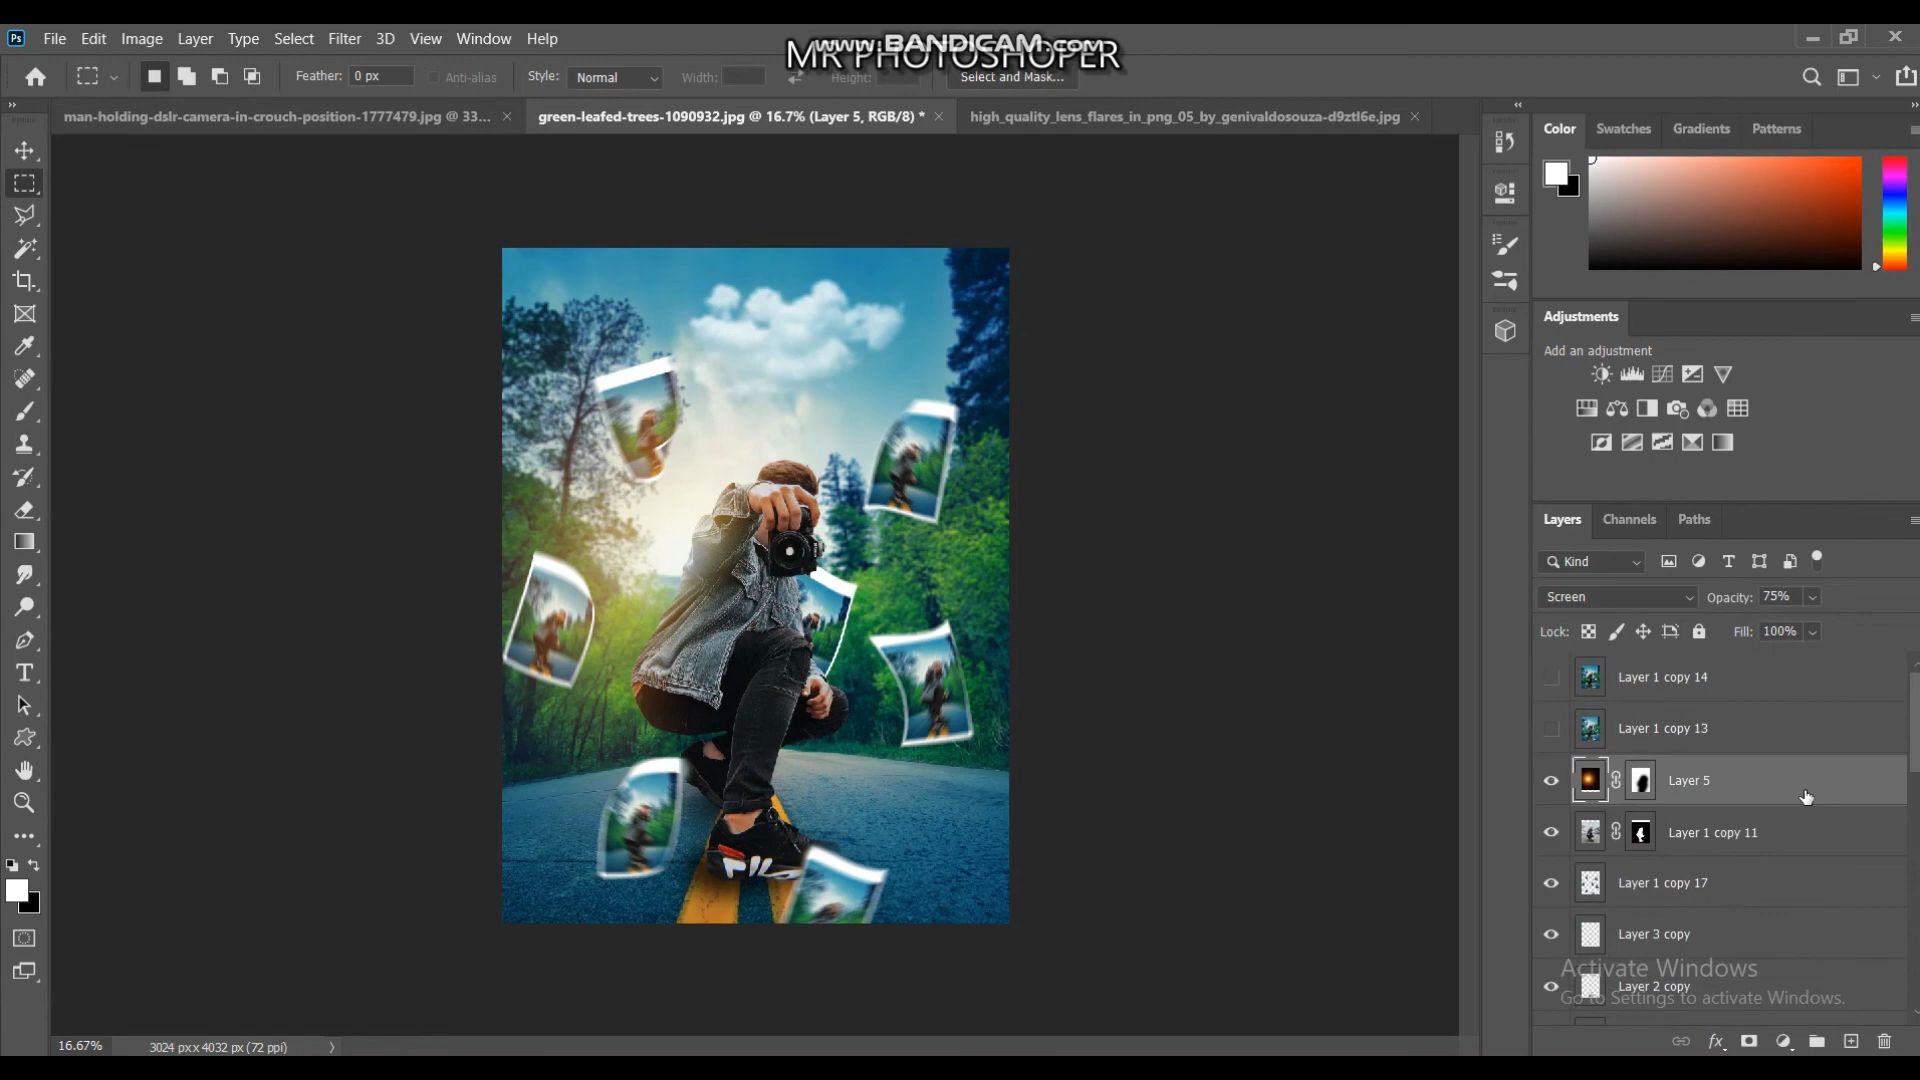 Ps File Edit Image Layer Type Select Filter 3D View Window Help
www.BANDICAM.com
MR PHOTOSHOPER
Feather: 0 px Anti-alias Style: Normal Width: Height: Select and Mask...
man-holding-dslr-camera-in-crouch-position-1777479.jpg @ 33... × green-leafed-trees-1090932.jpg @ 16.7% (Layer 5, RGB/8) * × high_quality_lens_flares_in_png_05_by_genivaldosouza-d9ztl6e.jpg ×
Color Swatches Gradients Patterns
Adjustments
Add an adjustment
Layers Channels Paths
Kind
Screen Opacity: 75%
Lock: Fill: 100%
Layer 1 copy 14
Layer 1 copy 13
Layer 5
Layer 1 copy 11
Layer 1 copy 17
Layer 3 copy
Activate Windows
Layer 2 copy
Go to Settings to activate Windows.
16.67% 3024 px x 4032 px (72 ppi)
fx